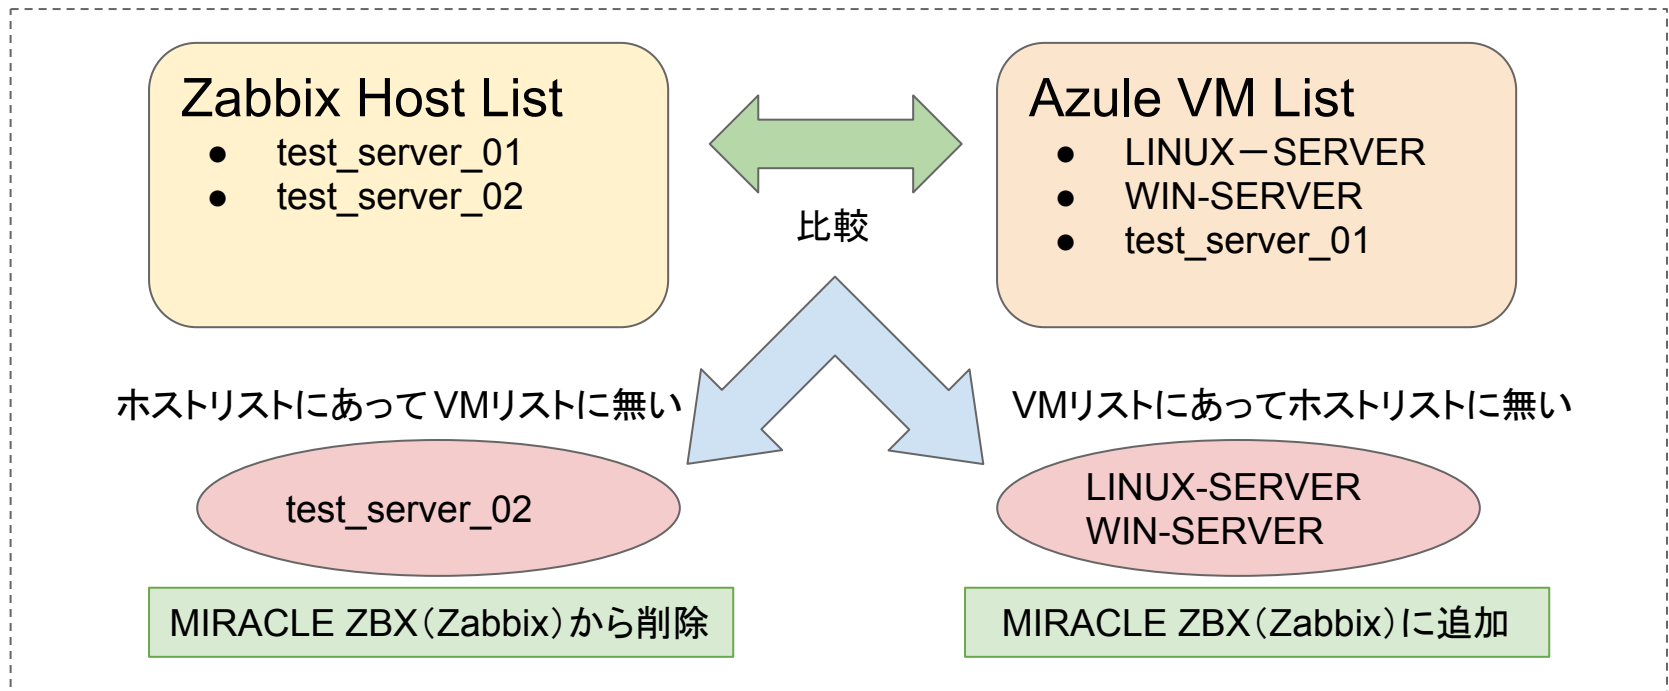 Zabbix Host List
● test_server_01
● test_server_02
Azule VM List
● LINUX－SERVER
● WIN-SERVER
● test_server_01
比較
ホストリストにあってVMリストに無い
VMリストにあってホストリストに無い
test_server_02
LINUX-SERVER
WIN-SERVER
MIRACLE ZBX（Zabbix）から削除
MIRACLE ZBX（Zabbix）に追加